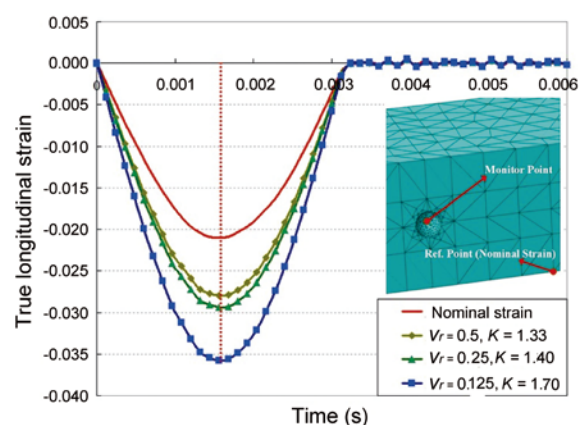 0.005
0.000
-0.005
-0.010
-0.015
-0.020
-0.025
-0.030
-0.035
-0.040
True longitudinal strain
0 0.001 0.002 0.003 0.004 0.005 0.006
Time (s)
Monitor Point
Ref. Point (Nominal Strain)
Nominal strain
Vr = 0.5, K = 1.33
Vr = 0.25, K = 1.40
Vr = 0.125, K = 1.70